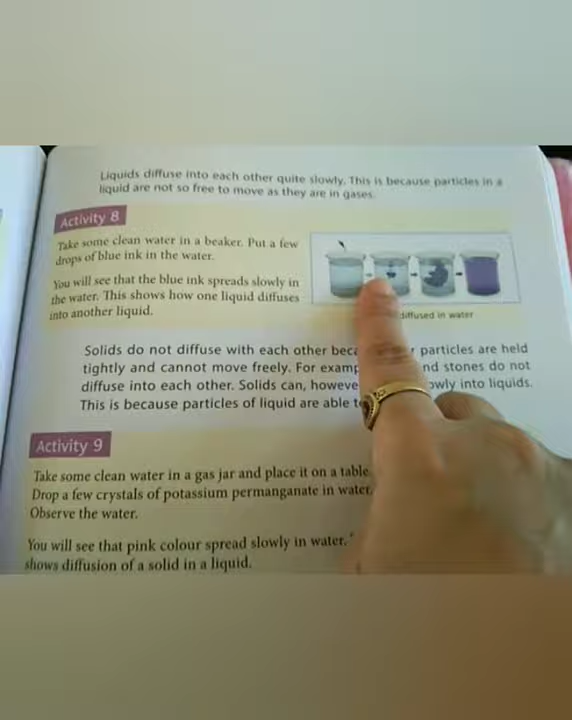 Liquids diffuse into each other quite slowly. This is because particles in a
liquid are not so free to move as they are in gases.
Activity 8
Take some clean water in a beaker. Put a few
drops of blue ink in the water.
You will see that the blue ink spreads slowly in
the water. This shows how one liquid diffuses
into another liquid.
diffused in water
Solids do not diffuse with each other particles are held
tightly and cannot move freely. For stones do not
diffuse into each other. Solids can, into liquids.
This is because particles of liquid are able
Activity 9
Take some clean water in a gas jar and place it on a table.
Drop a few crystals of potassium permanganate in water.
Observe the water.
You will see that pink colour spread slowly in water.
shows diffusion of a solid in a liquid.